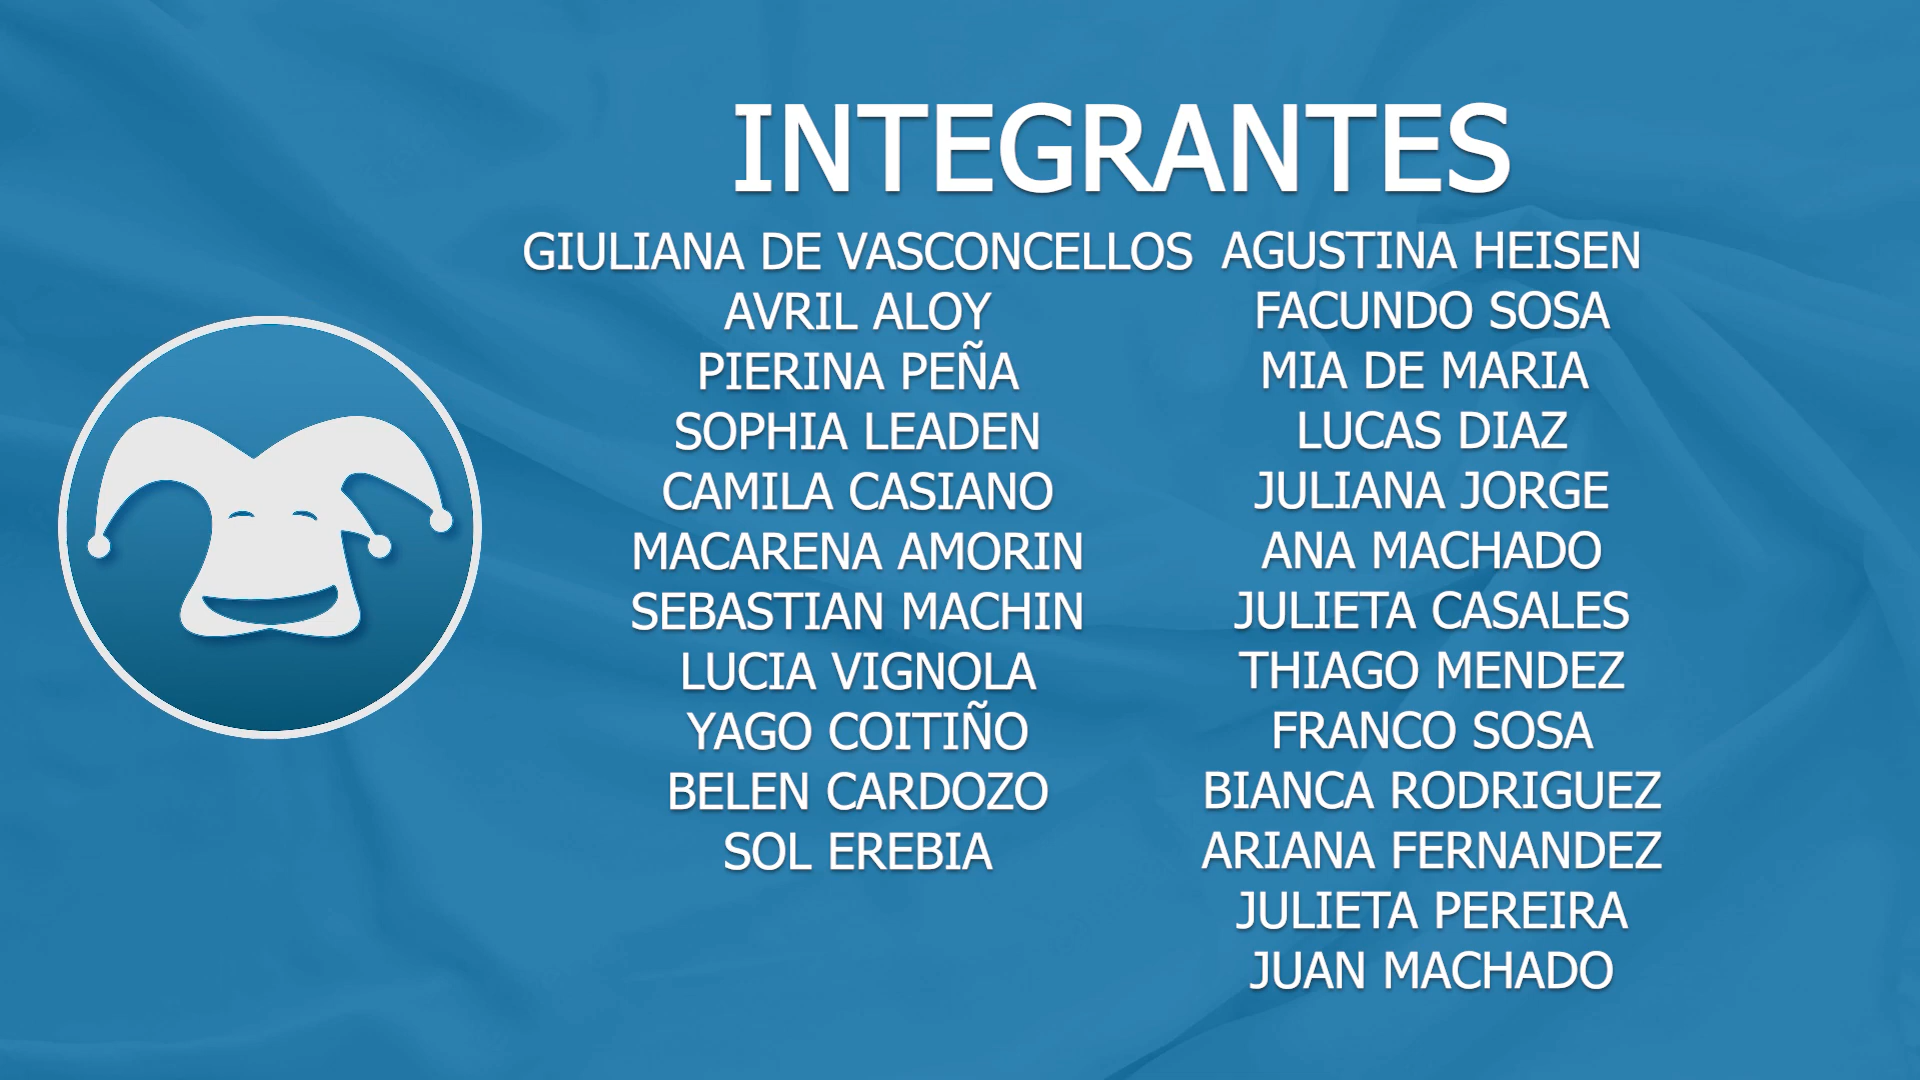 INTEGRANTES
GIULIANA DE VASCONCELLOS
AVRIL ALOY
PIERINA PEÑA
SOPHIA LEADEN
CAMILA CASIANO
MACARENA AMORIN
SEBASTIAN MACHIN
LUCIA VIGNOLA
YAGO COITIÑO
BELEN CARDOZO
SOL EREBIA
AGUSTINA HEISEN
FACUNDO SOSA
MIA DE MARIA
LUCAS DIAZ
JULIANA JORGE
ANA MACHADO
JULIETA CASALES
THIAGO MENDEZ
FRANCO SOSA
BIANCA RODRIGUEZ
ARIANA FERNANDEZ
JULIETA PEREIRA
JUAN MACHADO